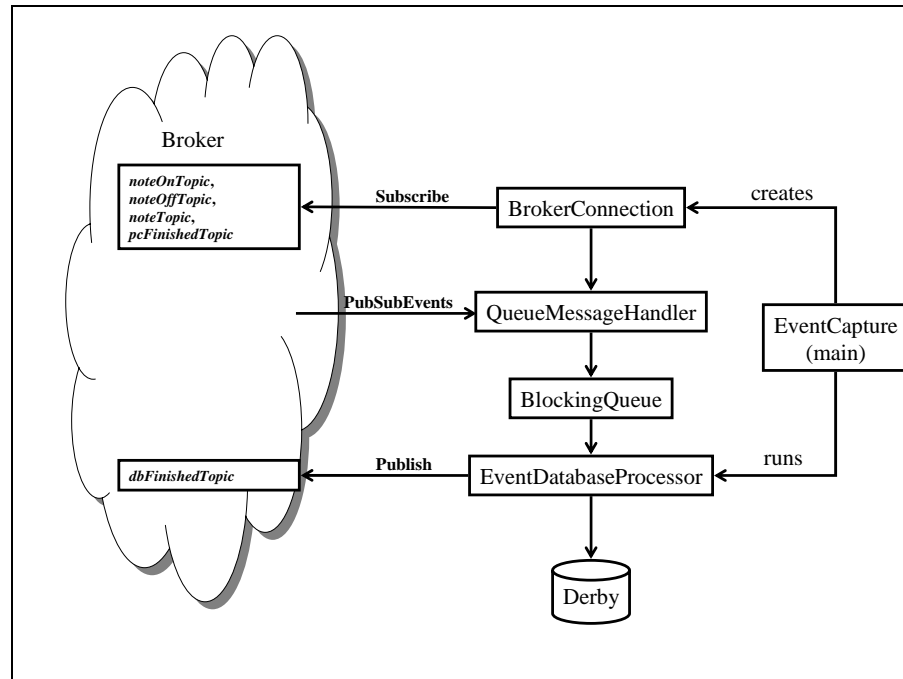 Broker
noteOnTopic,
noteOffTopic,
noteTopic,
pcFinishedTopic
Subscribe
BrokerConnection
creates
PubSubEvents
QueueMessageHandler
EventCapture
(main)
BlockingQueue
dbFinishedTopic
Publish
EventDatabaseProcessor
runs
Derby